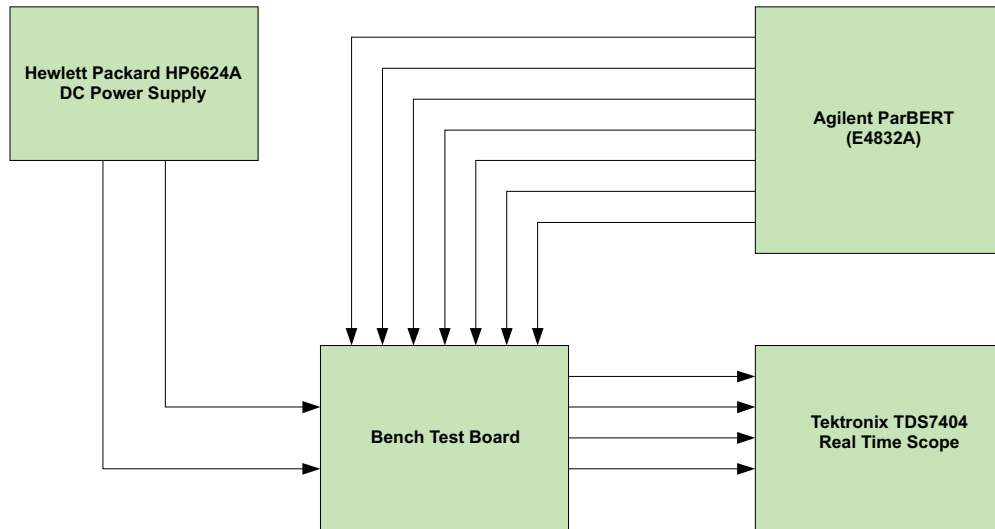 Hewlett Packard HP6624A
DC Power Supply
Agilent ParBERT
(E4832A)
Bench Test Board
Tektronix TDS7404
Real Time Scope